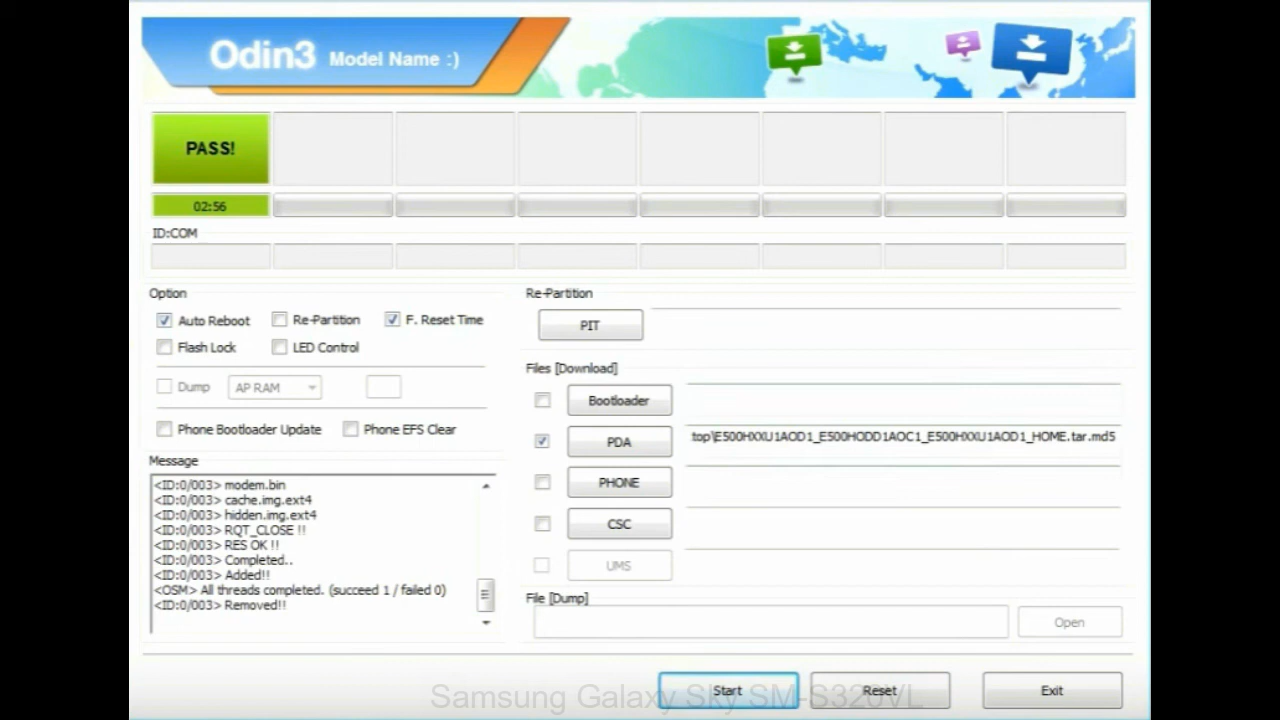 Odin3 Model Name :)
PASS!
02:56
ID:COM
Option
Auto Reboot Re-Partition F. Reset Time
Flash Lock LED Control
Dump AP RAM
Phone Bootloader Update Phone EFS Clear
Message
<ID:0/003> modem.bin
<ID:0/003> cache.img.ext4
<ID:0/003> hidden.img.ext4
<ID:0/003> RQT_CLOSE !!
<ID:0/003> RES OK !!
<ID:0/003> Completed..
<ID:0/003> Added!!
<OSM> All threads completed. (succeed 1 / failed 0)
<ID:0/003> Removed!!
Re-Partition
PIT
Files [Download]
Bootloader
PDA top\E500HXXU1AOD1_E500HODD1AOC1_E500HXXU1AOD1_HOME.tar.md5
PHONE
CSC
UMS
File [Dump]
Open
Start Reset Exit
Samsung Galaxy Sky SM-S320VL